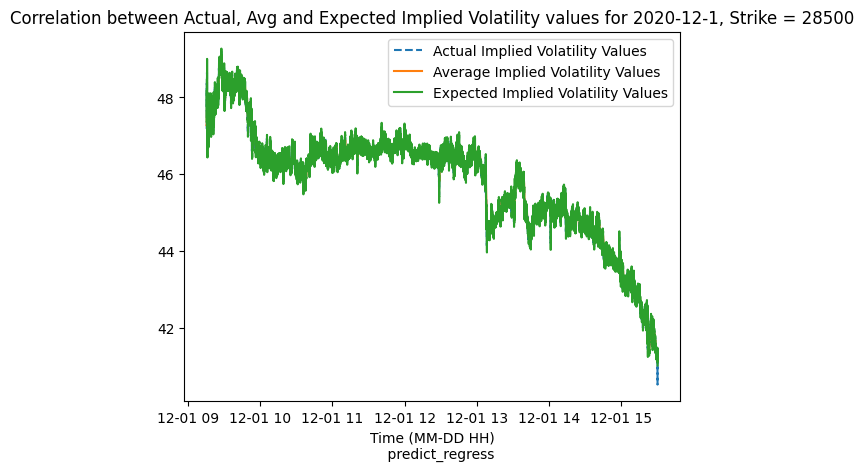 Correlation between Actual, Avg and Expected Implied Volatility values for 2020-12-1, Strike = 28500
Actual Implied Volatility Values
Average Implied Volatility Values
Expected Implied Volatility Values
48
46
44
42
12-01 09 12-01 10 12-01 11 12-01 12 12-01 13 12-01 14 12-01 15
Time (MM-DD HH)
predict_regress